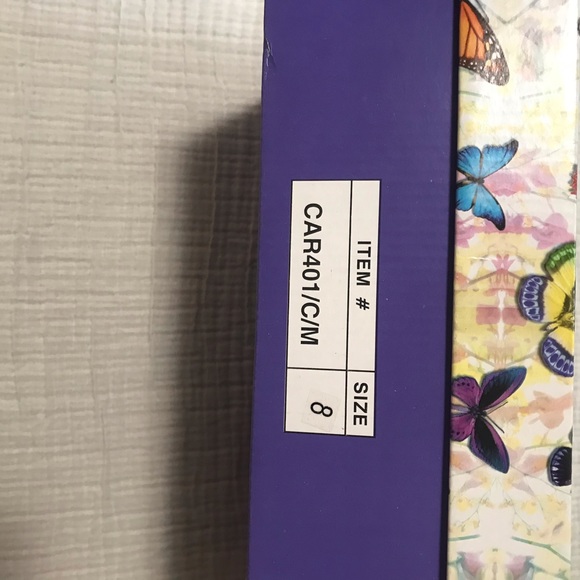 ITEM # SIZE
CAR401/C/M 8